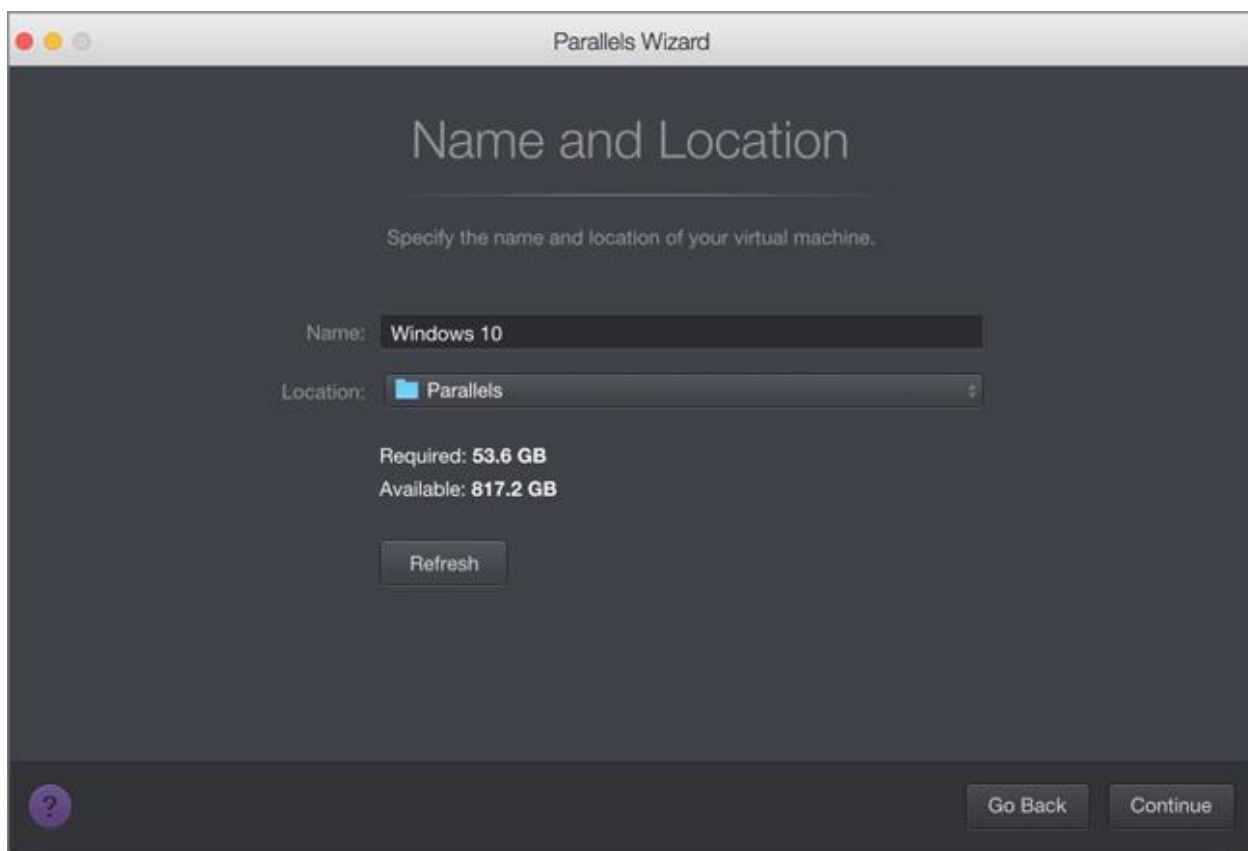 Parallels Wizard
Name and Location
Specify the name and location of your virtual machine.
Name: Windows 10
Location: Parallels
Required: 53.6 GB
Available: 817.2 GB
Refresh
? Go Back Continue